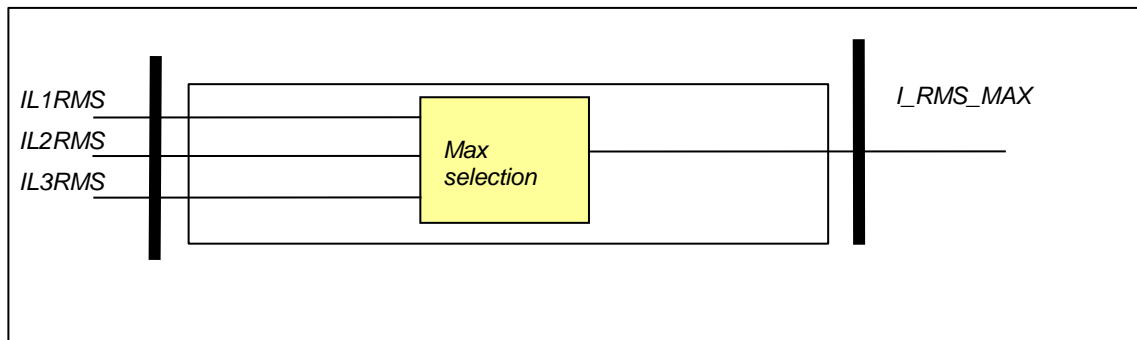 IL1RMS
IL2RMS
IL3RMS
Max
selection
I_RMS_MAX